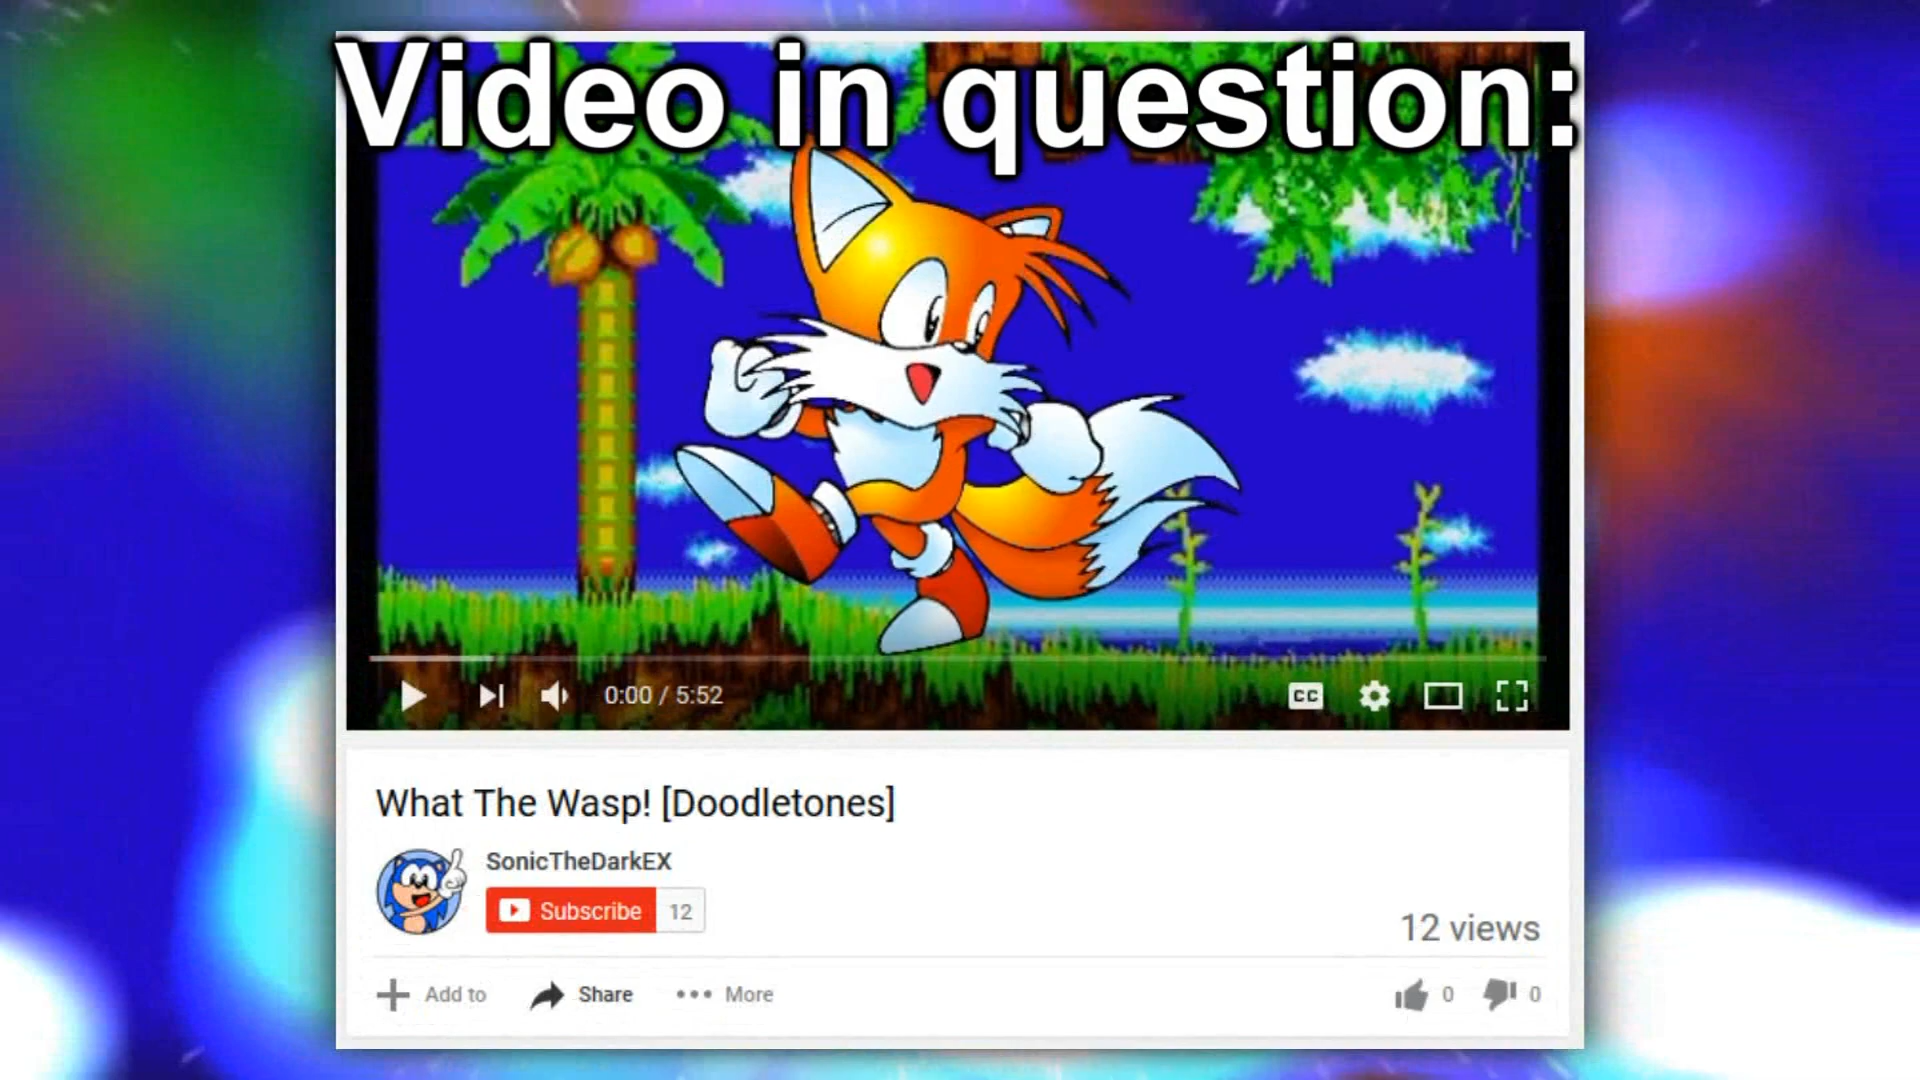 Video in question:
0:00 / 5:52
CC
What The Wasp! [Doodletones]
SonicTheDarkEX
Subscribe 12
12 views
Add to Share More 0 0